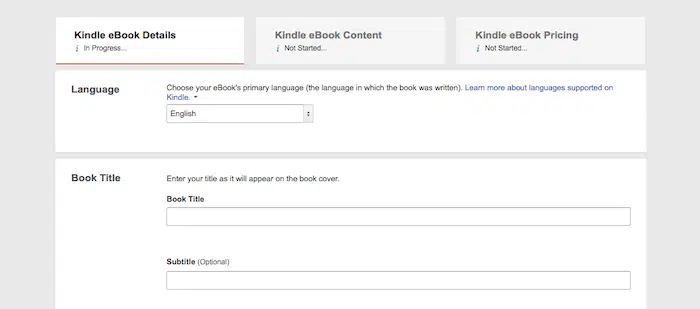 Kindle eBook Details
i In Progress...
Kindle eBook Content
i Not Started...
Kindle eBook Pricing
i Not Started...
Language
Choose your eBook's primary language (the language in which the book was written). Learn more about languages supported on
Kindle.
English
Book Title
Enter your title as it will appear on the book cover.
Book Title
Subtitle (Optional)